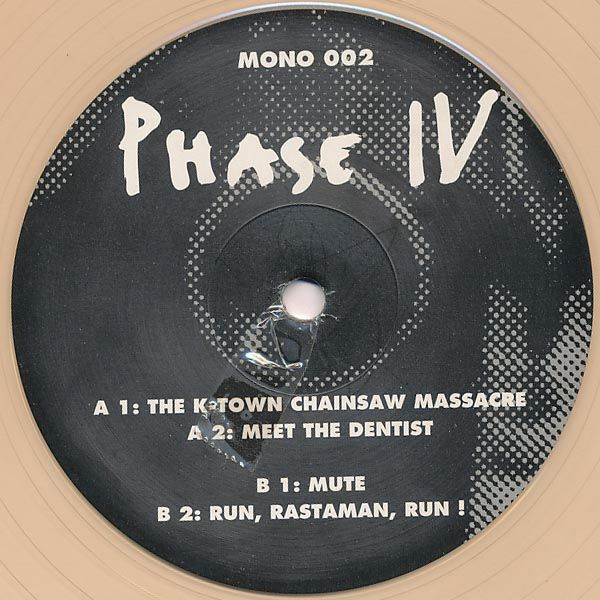 MONO 002
PHASE IV
A 1: THE K-TOWN CHAINSAW MASSACRE
A 2: MEET THE DENTIST
B 1: MUTE
B 2: RUN, RASTAMAN, RUN !